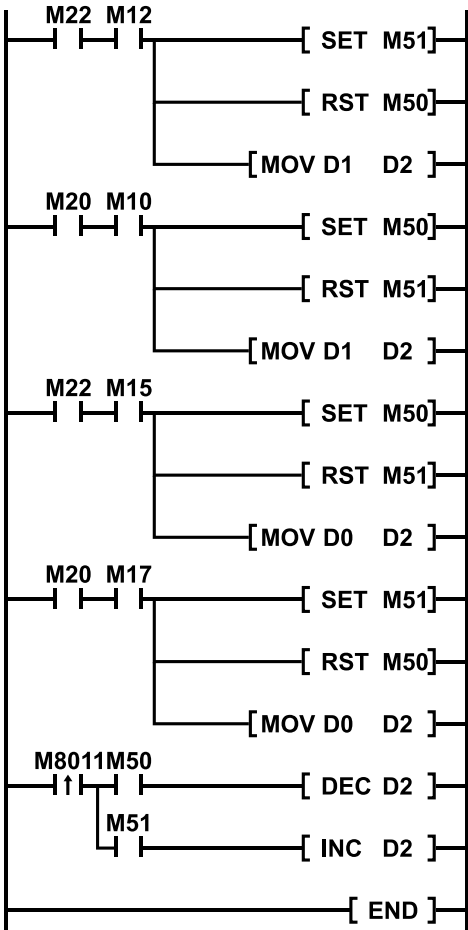 M22 M12
[ SET M51]
[ RST M50]
[MOV D1 D2 ]
M20 M10
[ SET M50]
[ RST M51]
[MOV D1 D2 ]
M22 M15
[ SET M50]
[ RST M51]
[MOV D0 D2 ]
M20 M17
[ SET M51]
[ RST M50]
[MOV D0 D2 ]
M8011M50
[ DEC D2 ]
M51
[ INC D2 ]
[ END ]